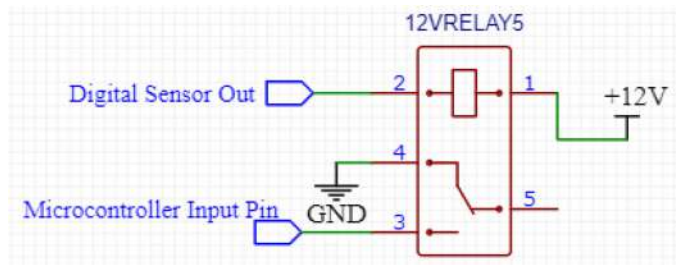 12VRELAY5
Digital Sensor Out
2
1
+12V
4
GND
5
Microcontroller Input Pin
3